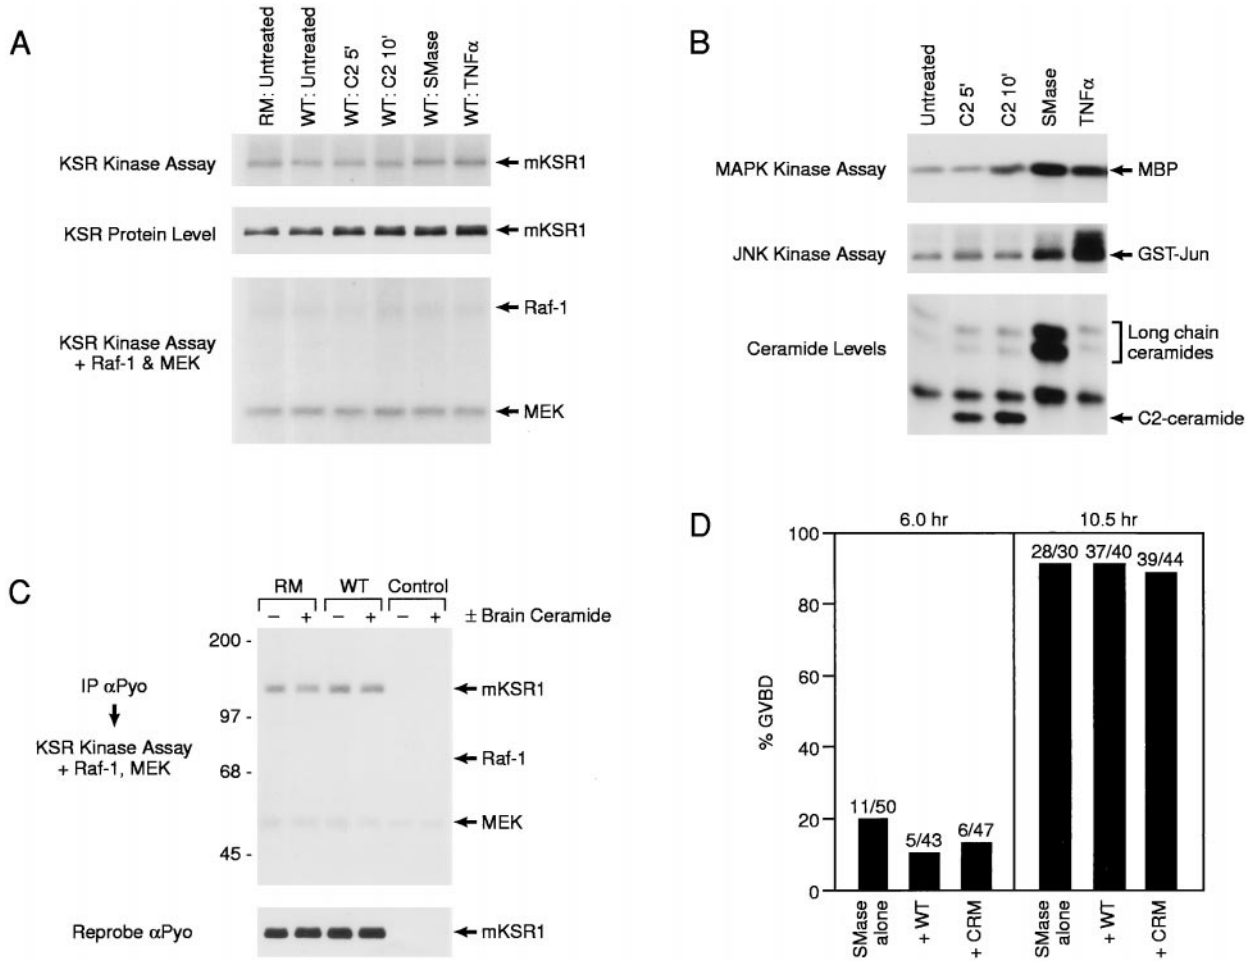 A
RM: Untreated
WT: Untreated
WT: C2 5'
WT: C2 10'
WT: SMase
WT: TNFα
KSR Kinase Assay
mKSR1
KSR Protein Level
mKSR1
Raf-1
KSR Kinase Assay
+ Raf-1 & MEK
MEK
B
Untreated
C2 5'
C2 10'
SMase
TNFα
MAPK Kinase Assay
MBP
JNK Kinase Assay
GST-Jun
Ceramide Levels
Long chain
ceramides
C2-ceramide
C
RM WT Control
– + – + – + ± Brain Ceramide
200 -
IP αPyo
mKSR1
97 -
KSR Kinase Assay
+ Raf-1, MEK
Raf-1
68 -
MEK
45 -
Reprobe αPyo
mKSR1
D
6.0 hr 10.5 hr
% GVBD
100
80
60
40
20
0
11/50
5/43
6/47
28/30
37/40
39/44
SMase
alone
+ WT
+ CRM
SMase
alone
+ WT
+ CRM